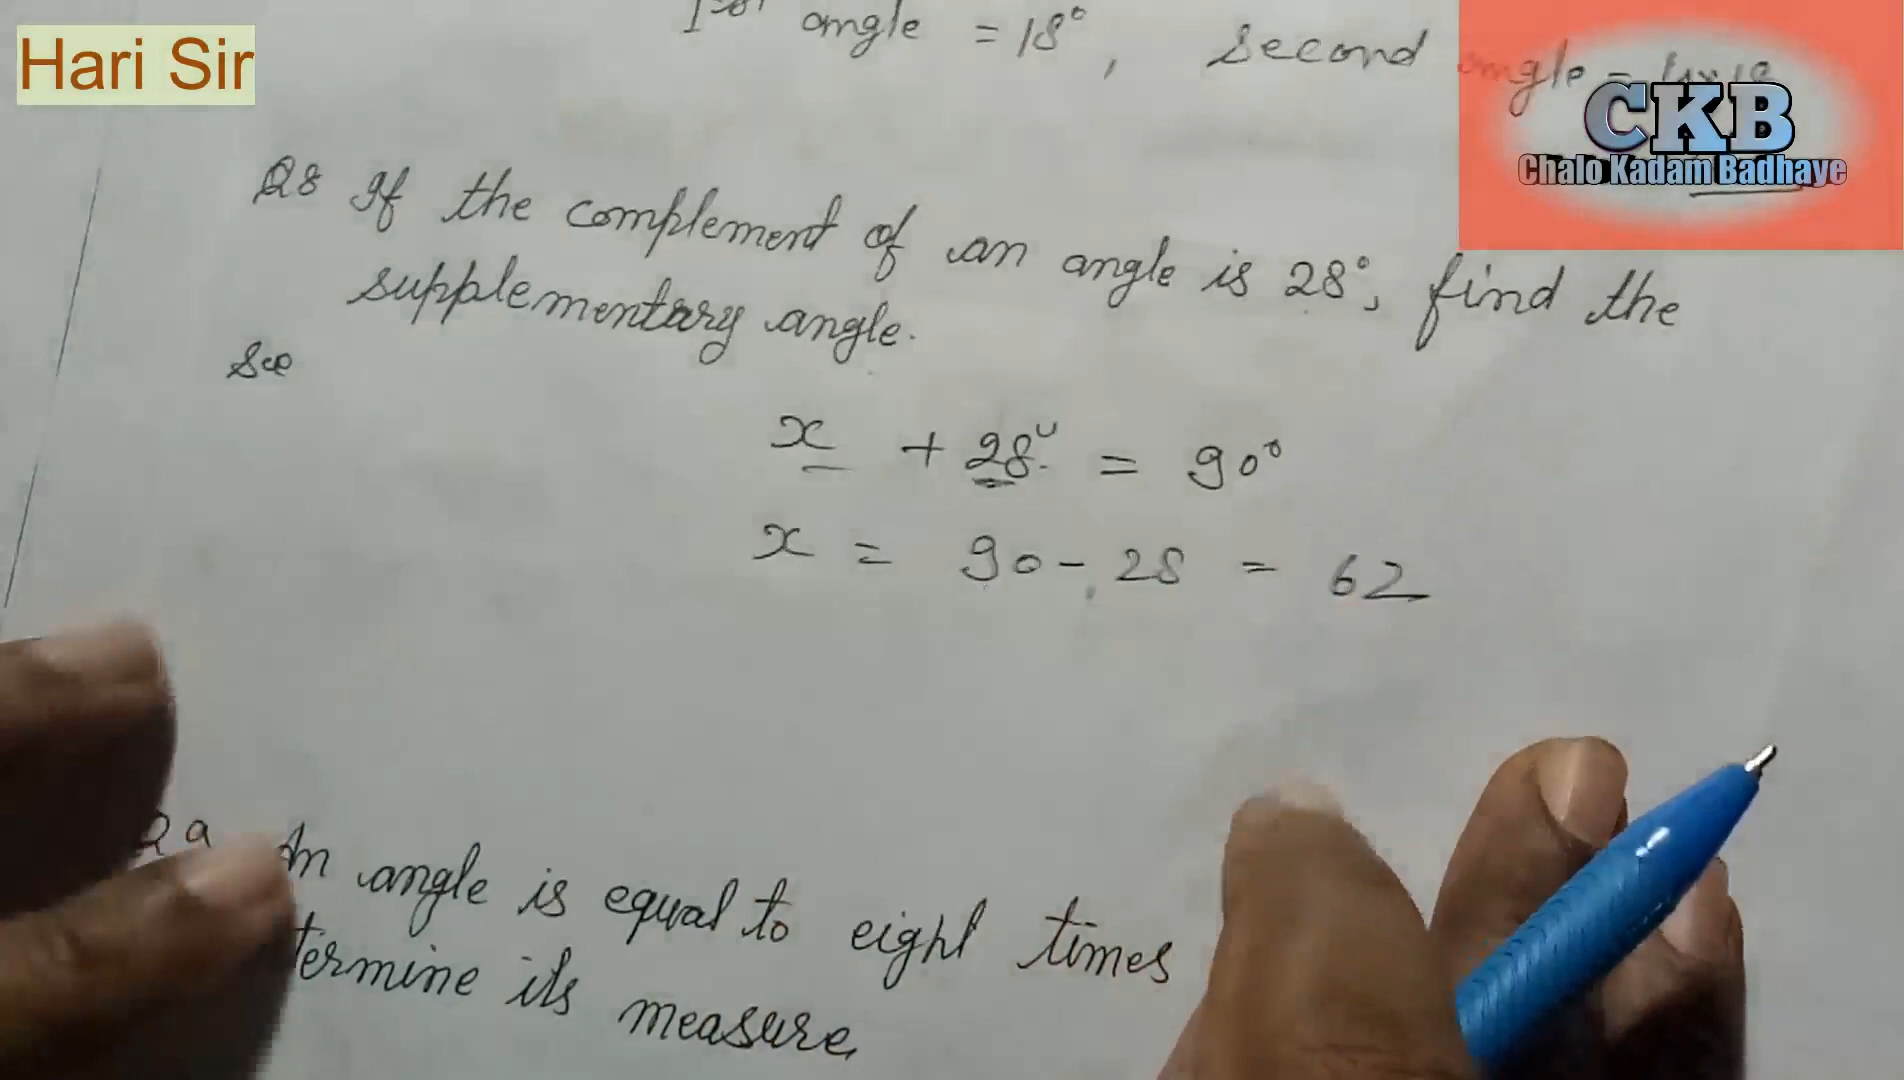 Hari Sir
angle = 18°, second angle =
CKB
Chalo Kadam Badhaye
Q8 If the complement of an angle is 28°, find the
supplementary angle.
x + 28° = 90°
x = 90 - 28 = 62
An angle is equal to eight times
termine its measure.